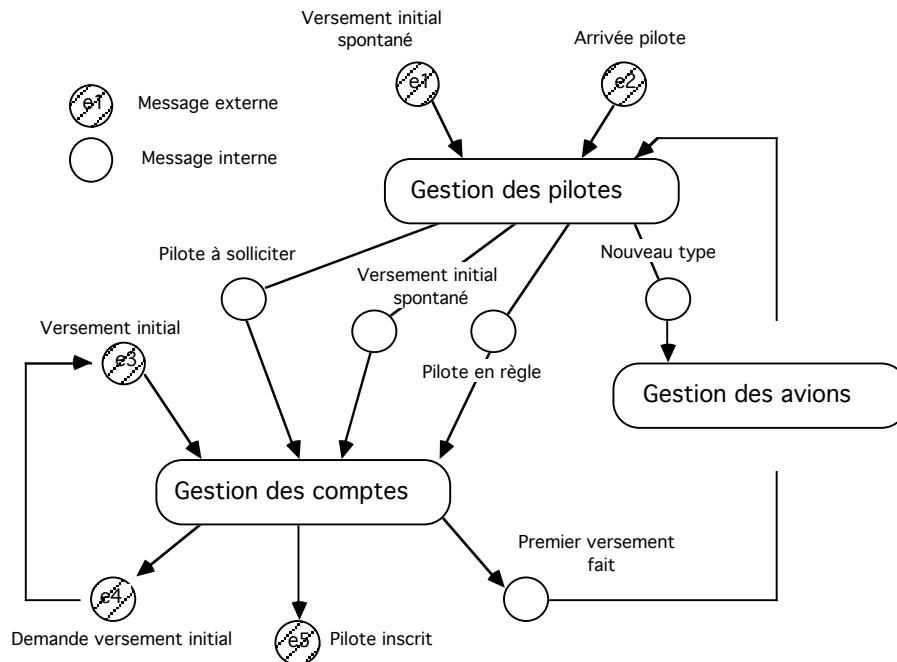 Versement initial
spontané
Arrivée pilote
e1
e2
e1
Message externe
Message interne
Gestion des pilotes
Pilote à solliciter
Nouveau type
Versement initial
spontané
Versement initial
e3
Pilote en règle
Gestion des avions
Gestion des comptes
Premier versement
fait
e4
Demande versement initial
e5
Pilote inscrit